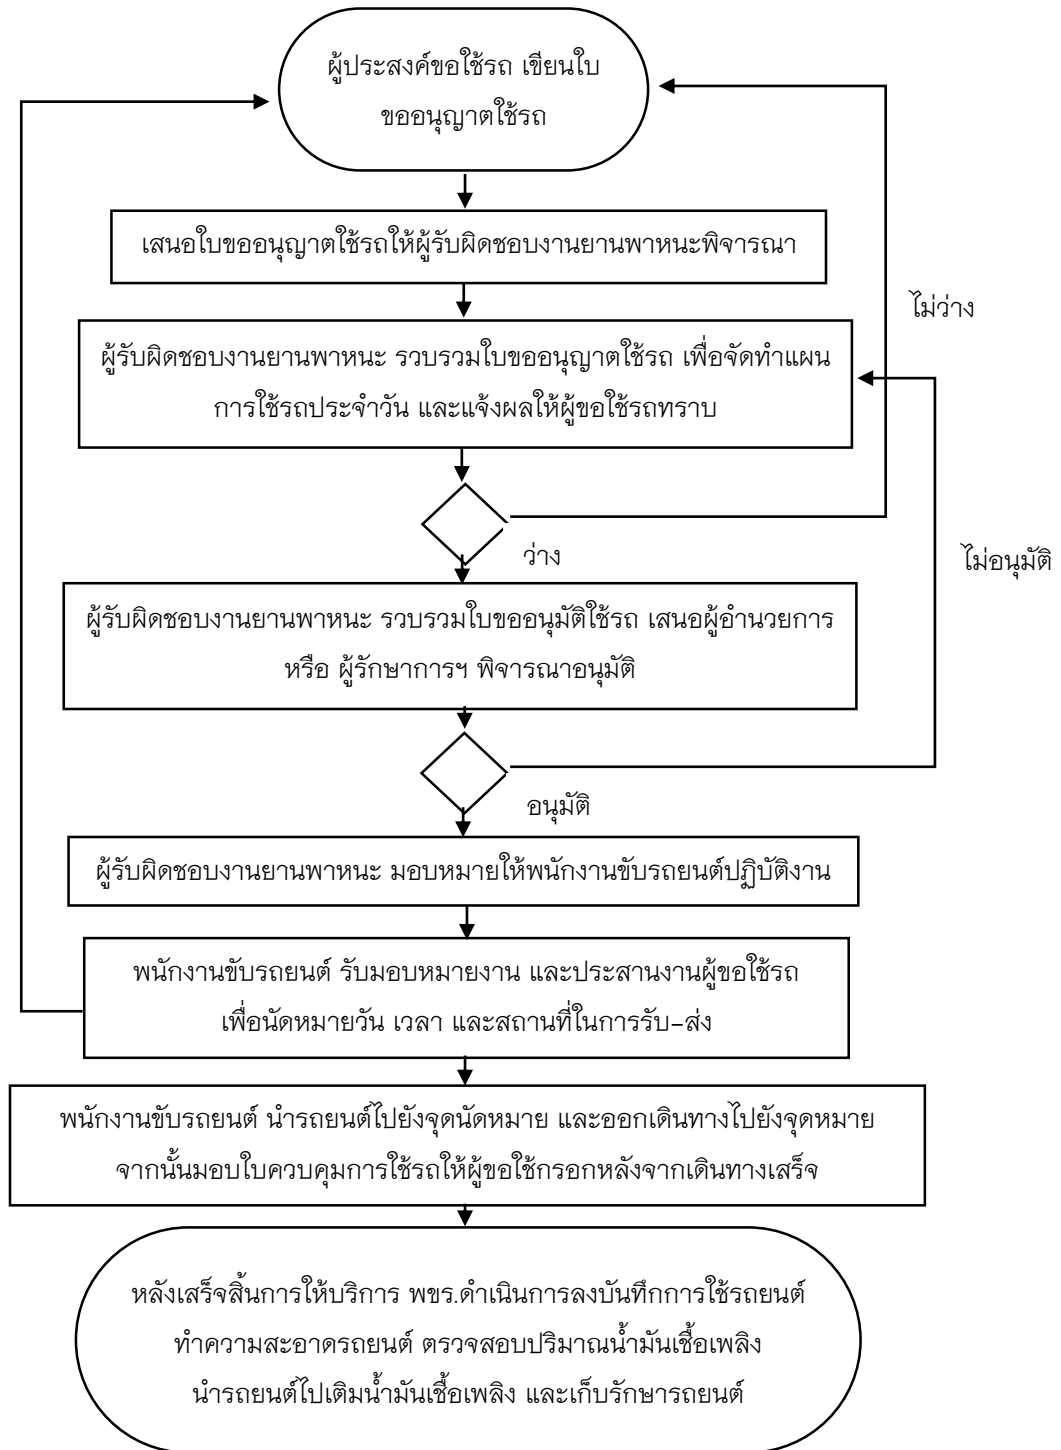 ผู้ประสงค์ขอใช้รถ เขียนใบ
ขออนุญาตใช้รถ
เสนอใบขออนุญาตใช้รถให้ผู้รับผิดชอบงานยานพาหนะพิจารณา
ไม่ว่าง
ผู้รับผิดชอบงานยานพาหนะ รวบรวมใบขออนุญาตใช้รถ เพื่อจัดทำแผน
การใช้รถประจำวัน และแจ้งผลให้ผู้ขอใช้รถทราบ
ว่าง
ไม่อนุมัติ
ผู้รับผิดชอบงานยานพาหนะ รวบรวมใบขออนุมัติใช้รถ เสนอผู้อำนวยการ
หรือ ผู้รักษาการฯ พิจารณาอนุมัติ
อนุมัติ
ผู้รับผิดชอบงานยานพาหนะ มอบหมายให้พนักงานขับรถยนต์ปฏิบัติงาน
พนักงานขับรถยนต์ รับมอบหมายงาน และประสานงานผู้ขอใช้รถ
เพื่อนัดหมายวัน เวลา และสถานที่ในการรับ-ส่ง
พนักงานขับรถยนต์ นำรถยนต์ไปยังจุดนัดหมาย และออกเดินทางไปยังจุดหมาย
จากนั้นมอบใบควบคุมการใช้รถให้ผู้ขอใช้กรอกหลังจากเดินทางเสร็จ
หลังเสร็จสิ้นการให้บริการ พขร.ดำเนินการลงบันทึกการใช้รถยนต์
ทำความสะอาดรถยนต์ ตรวจสอบปริมาณน้ำมันเชื้อเพลิง
นำรถยนต์ไปเติมน้ำมันเชื้อเพลิง และเก็บรักษารถยนต์